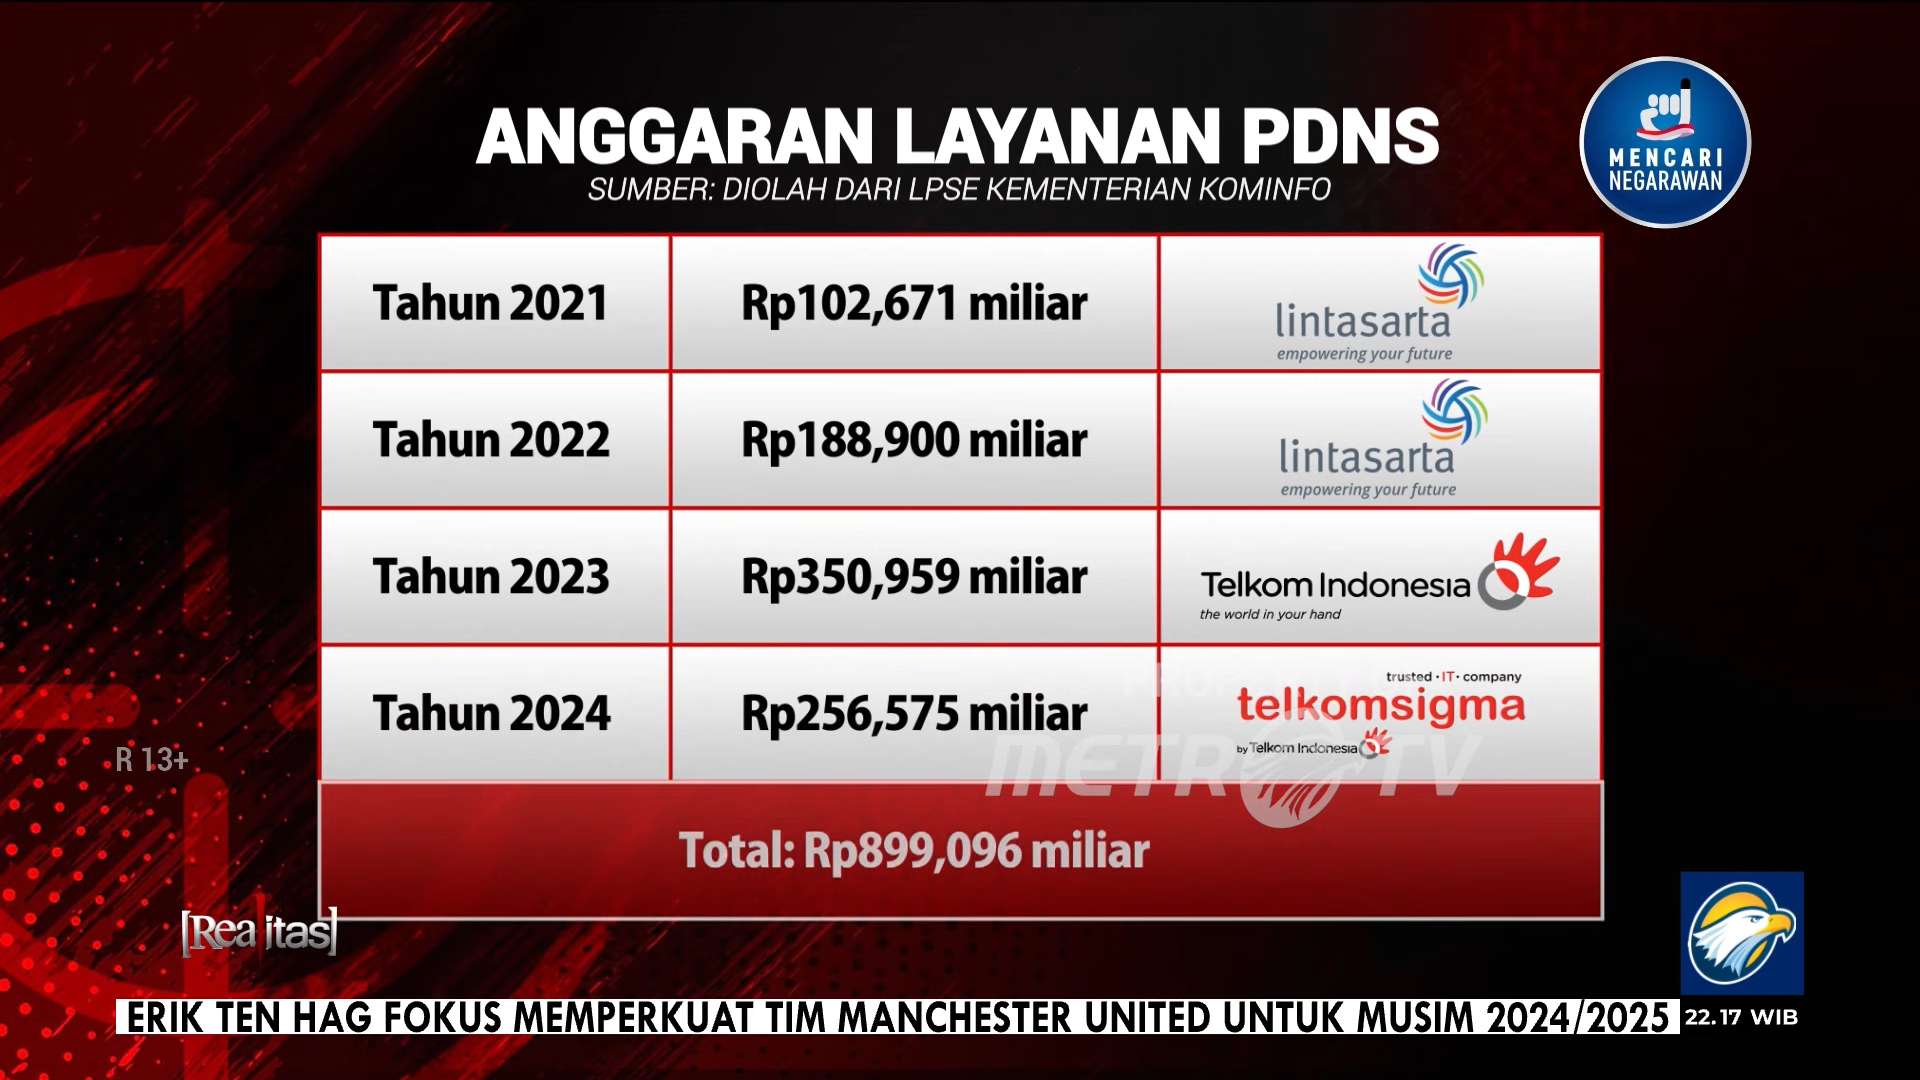 ANGGARAN LAYANAN PDNS
SUMBER: DIOLAH DARI LPSE KEMENTERIAN KOMINFO
MENCARI
NEGARAWAN
Tahun 2021 Rp102,671 miliar lintasarta
empowering your future
Tahun 2022 Rp188,900 miliar lintasarta
empowering your future
Tahun 2023 Rp350,959 miliar Telkom Indonesia
the world in your hand
trusted · IT · company
Tahun 2024 Rp256,575 miliar telkomsigma
by Telkom Indonesia
R 13+
METRO TV
Total: Rp899,096 miliar
[Realitas]
ERIK TEN HAG FOKUS MEMPERKUAT TIM MANCHESTER UNITED UNTUK MUSIM 2024/2025 22.17 WIB